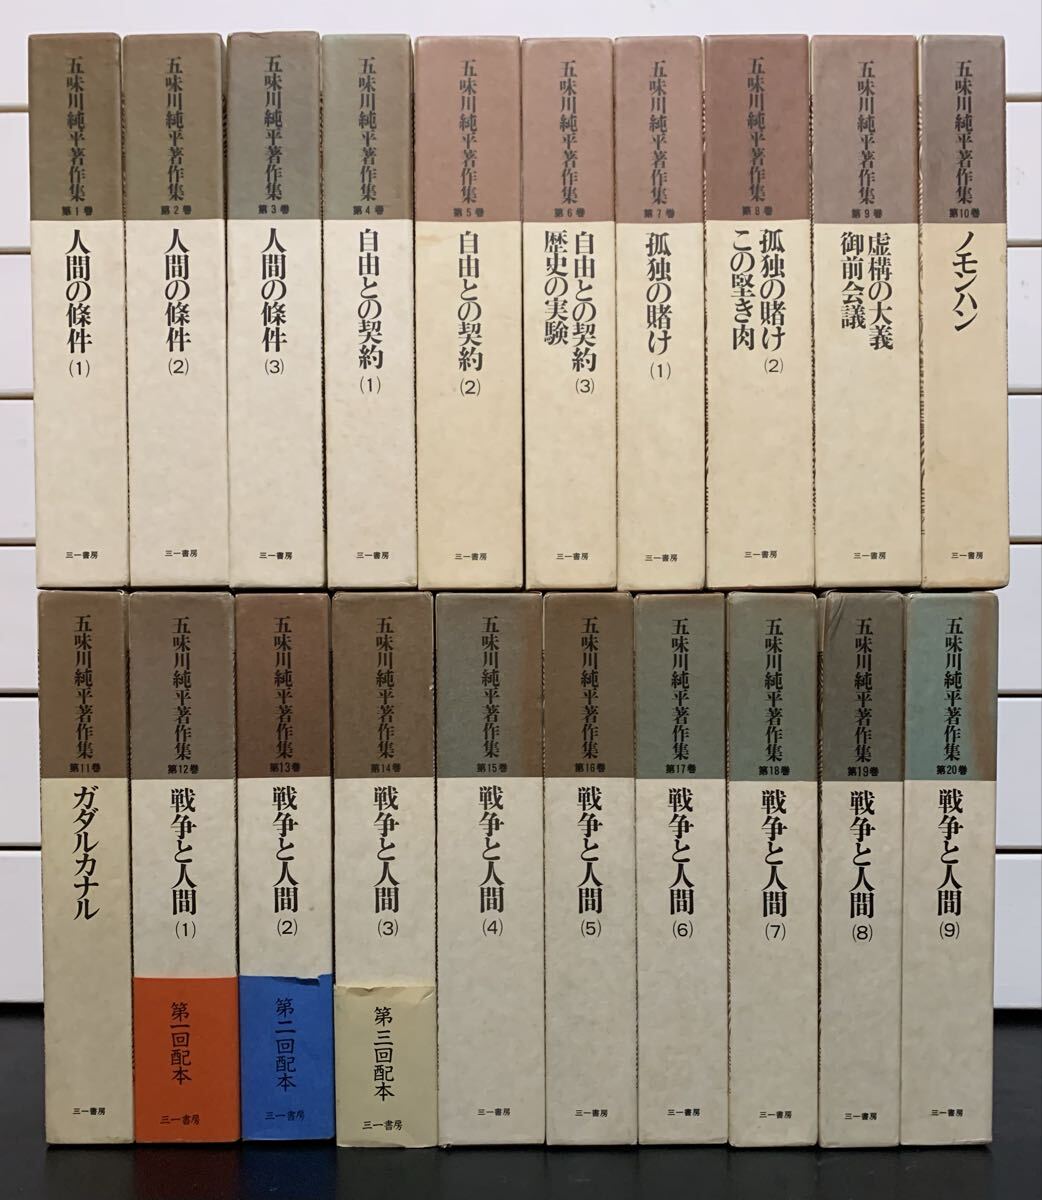 五味川純平著作集
第1巻
人間の條件
(1)
三一書房
五味川純平著作集
第2巻
人間の條件
(2)
三一書房
五味川純平著作集
第3巻
人間の條件
(3)
三一書房
五味川純平著作集
第4巻
自由との契約
(1)
三一書房
五味川純平著作集
第5巻
自由との契約
(2)
三一書房
五味川純平著作集
第6巻
自由との契約(3)
歴史の実験
三一書房
五味川純平著作集
第7巻
孤独の賭け
(1)
三一書房
五味川純平著作集
第8巻
孤独の賭け(2)
この堅き肉
三一書房
五味川純平著作集
第9巻
虚構の大義
御前会議
三一書房
五味川純平著作集
第10巻
ノモンハン
三一書房
五味川純平著作集
第11巻
ガダルカナル
三一書房
五味川純平著作集
第12巻
戦争と人間
(1)
第一回配本
三一書房
五味川純平著作集
第13巻
戦争と人間
(2)
第二回配本
三一書房
五味川純平著作集
第14巻
戦争と人間
(3)
第三回配本
三一書房
五味川純平著作集
第15巻
戦争と人間
(4)
三一書房
五味川純平著作集
第16巻
戦争と人間
(5)
三一書房
五味川純平著作集
第17巻
戦争と人間
(6)
三一書房
五味川純平著作集
第18巻
戦争と人間
(7)
三一書房
五味川純平著作集
第19巻
戦争と人間
(8)
三一書房
五味川純平著作集
第20巻
戦争と人間
(9)
三一書房